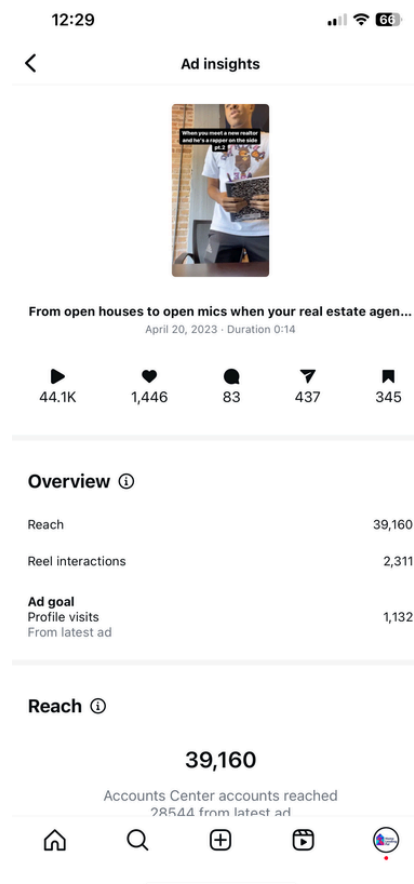 12:29
66
Ad insights
When you meet a new realtor
and he's a rapper on the side
pt.2
From open houses to open mics when your real estate agen...
April 20, 2023 · Duration 0:14
44.1K 1,446 83 437 345
Overview
Reach 39,160
Reel interactions 2,311
Ad goal
Profile visits 1,132
From latest ad
Reach
39,160
Accounts Center accounts reached
28544 from latest ad